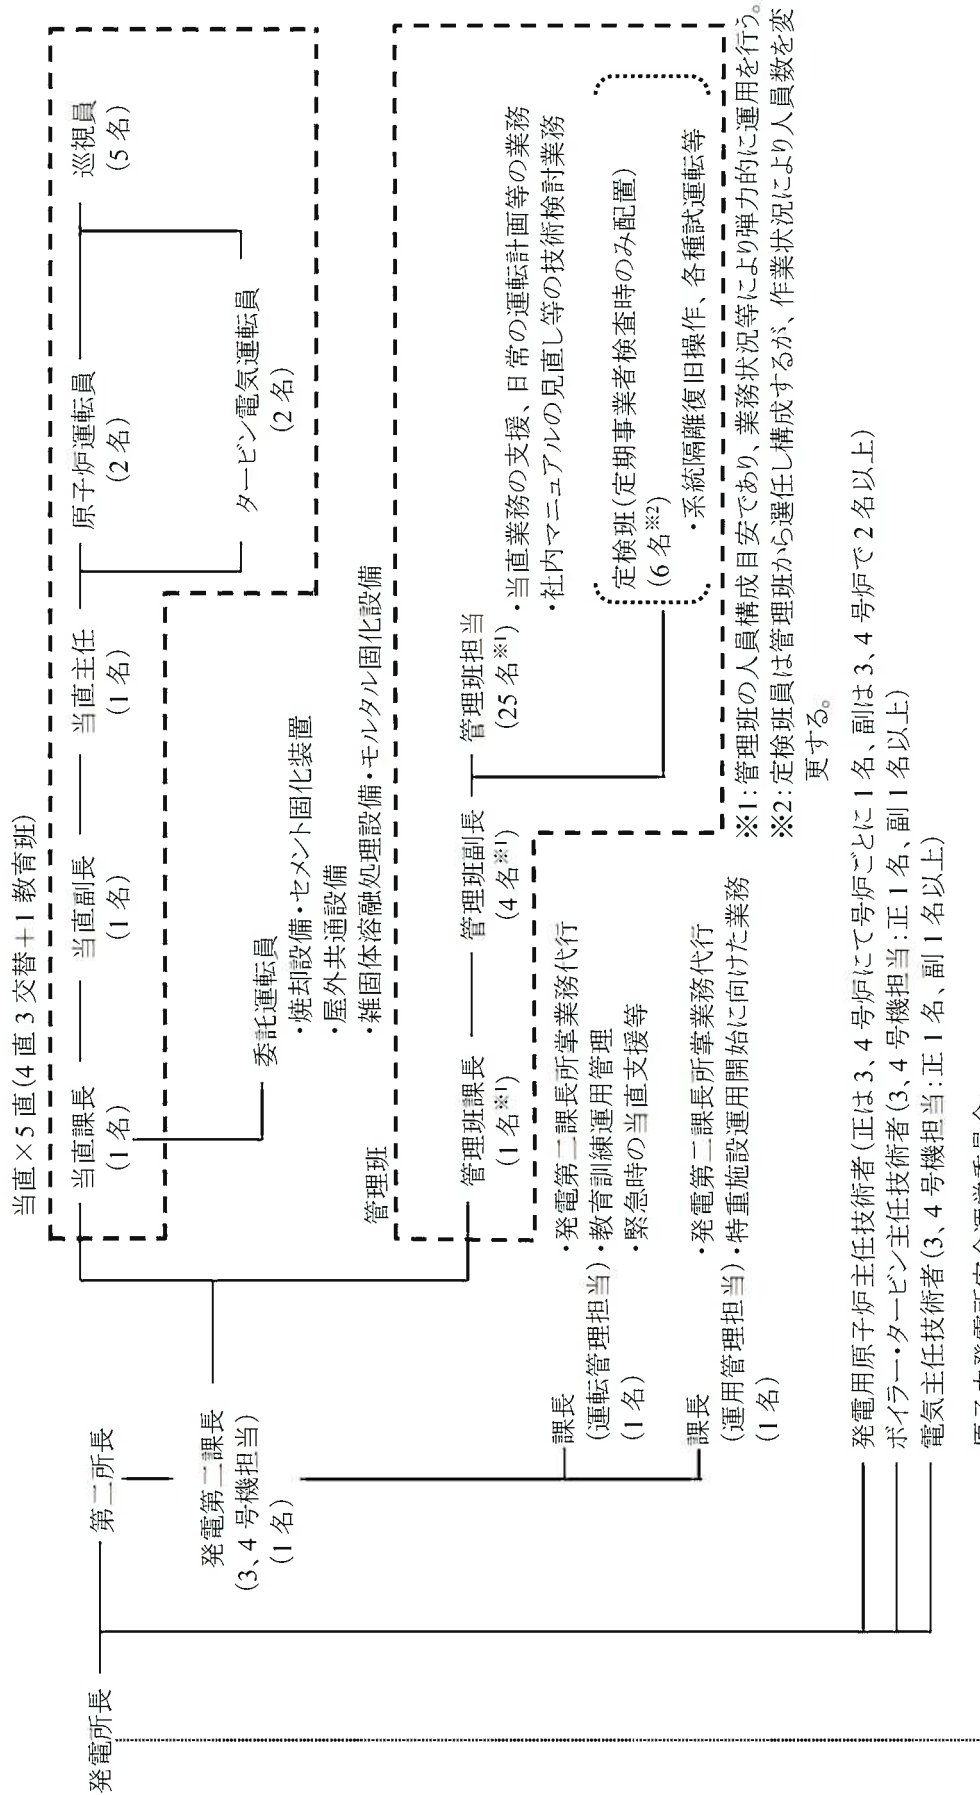 当直×5直(4直3交替＋1教育班)
発電所長
第二所長
発電第二課長
(3、4号機担当)
(1名)
当直課長
(1名)
当直副長
(1名)
当直主任
(1名)
原子炉運転員
(2名)
タービン電気運転員
(2名)
巡視員
(5名)
委託運転員
・焼却設備・セメント固化装置
・屋外共通設備
・雑固体溶融処理設備・モルタル固化設備
管理班
管理班課長
(1名※1)
管理班副長
(4名※1)
管理班担当
(25名※1)
・当直業務の支援、日常の運転計画等の業務
・社内マニュアルの見直し等の技術検討業務
定検班(定期事業者検査時のみ配置)
(6名※2)
・系統隔離復旧操作、各種試運転等
課長
(運転管理担当)
(1名)
・発電第二課長所掌業務代行
・教育訓練運用管理
・緊急時の当直支援等
課長
(運用管理担当)
(1名)
・発電第二課長所掌業務代行
・特重施設運用開始に向けた業務
※1:管理班の人員構成目安であり、業務状況等により弾力的に運用を行う。
※2:定検班員は管理班から選任し構成するが、作業状況により人員数を変
更する。
発電用原子炉主任技術者(正は3、4号炉にて号炉ごとに1名、副は3、4号炉で2名以上)
ボイラー・タービン主任技術者(3、4号機担当:正1名、副1名以上)
電気主任技術者(3、4号機担当:正1名、副1名以上)